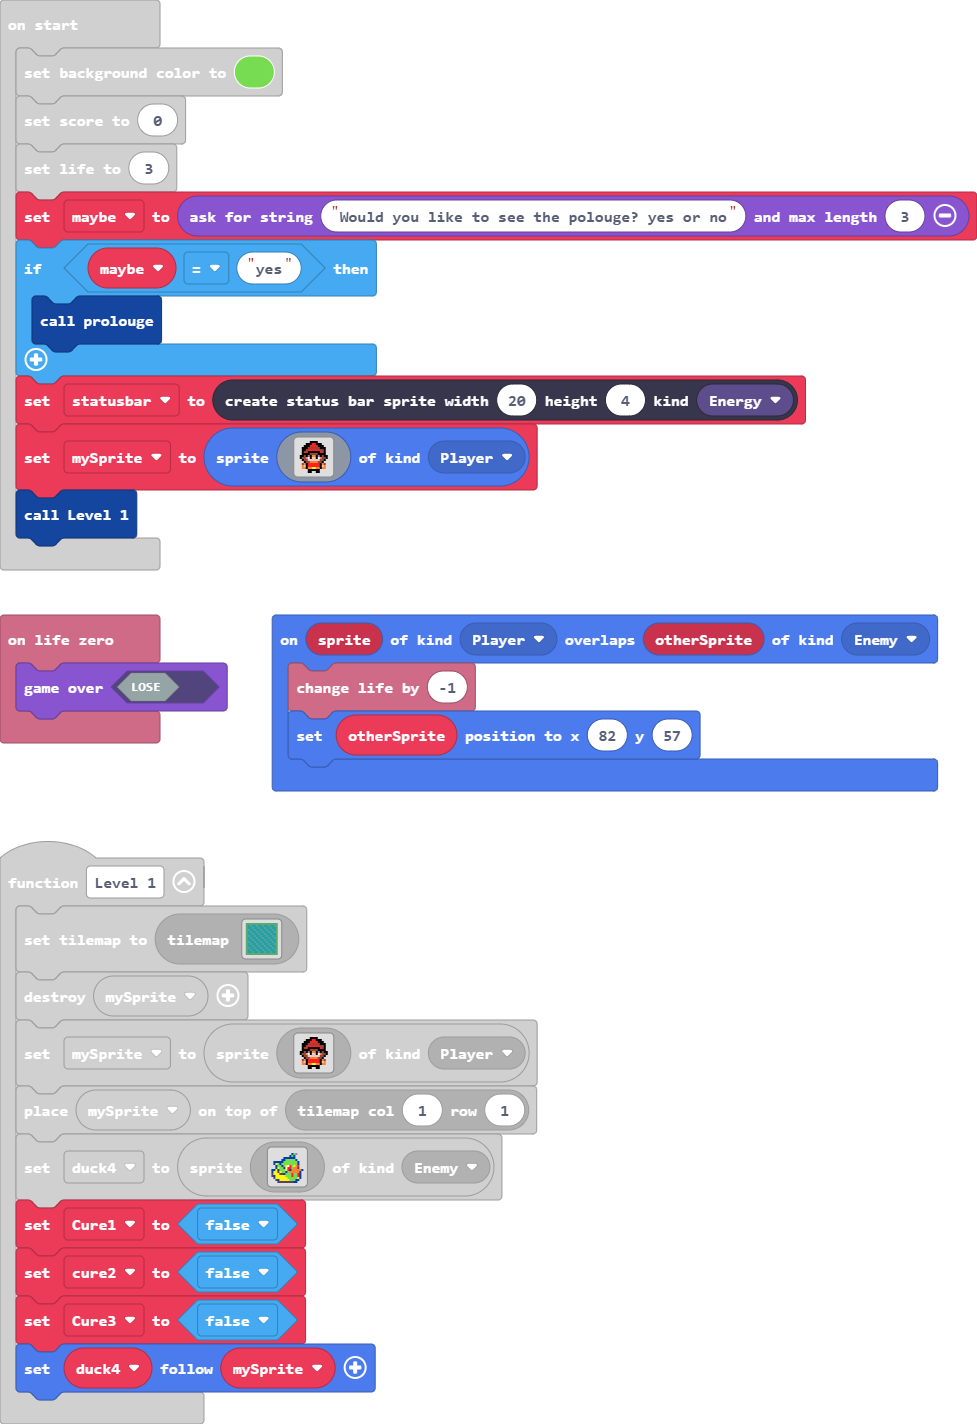 on start
set background color to
set score to 0
set life to 3
set maybe to ask for string "Would you like to see the polouge? yes or no" and max length 3
if maybe = "yes" then
call prolouge
set statusbar to create status bar sprite width 20 height 4 kind Energy
set mySprite to sprite of kind Player
call Level 1
on life zero
game over LOSE
on sprite of kind Player overlaps otherSprite of kind Enemy
change life by -1
set otherSprite position to x 82 y 57
function Level 1
set tilemap to tilemap
destroy mySprite
set mySprite to sprite of kind Player
place mySprite on top of tilemap col 1 row 1
set duck4 to sprite of kind Enemy
set Cure1 to false
set cure2 to false
set Cure3 to false
set duck4 follow mySprite